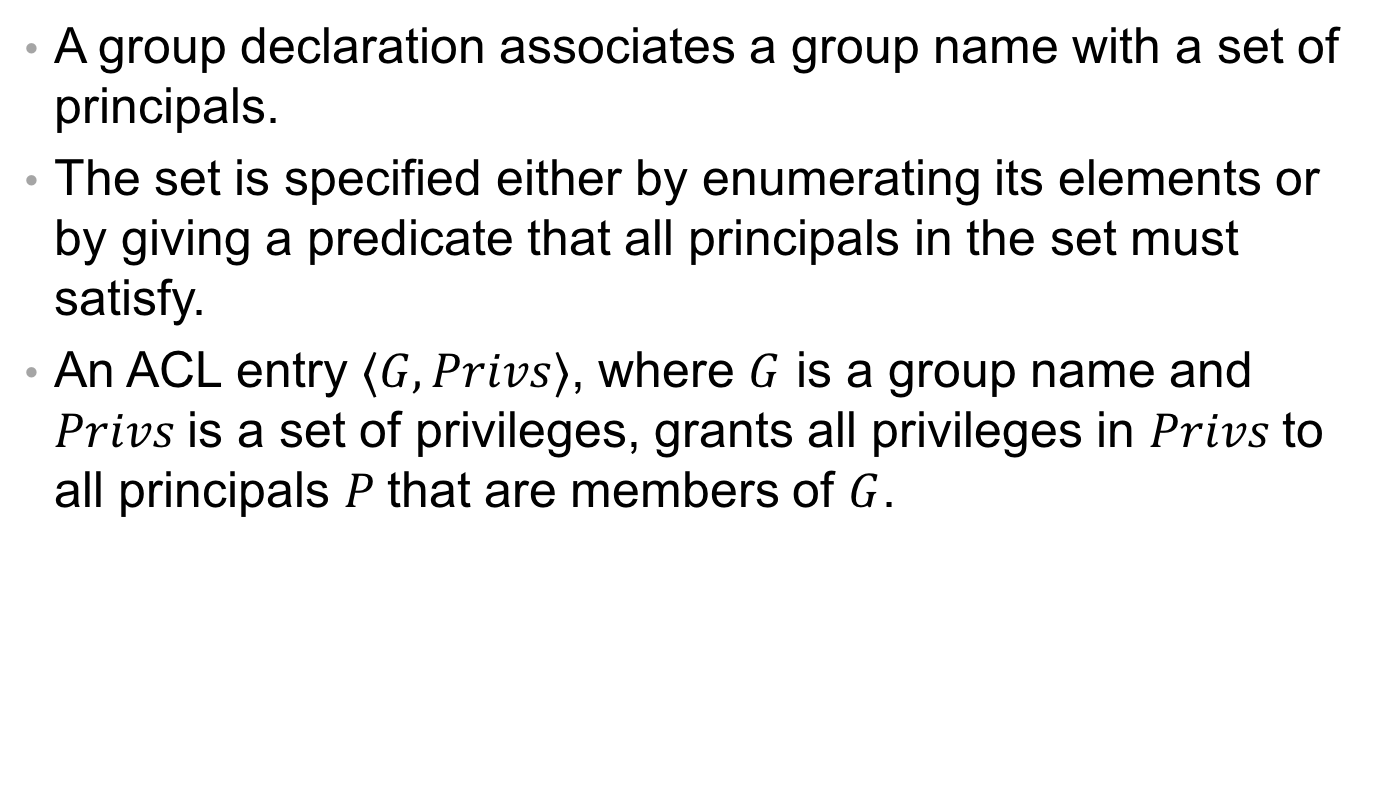 • A group declaration associates a group name with a set of
principals.
• The set is specified either by enumerating its elements or
by giving a predicate that all principals in the set must
satisfy.
• An ACL entry ⟨𝐺, 𝑃𝑟𝑖𝑣𝑠⟩, where 𝐺 is a group name and
𝑃𝑟𝑖𝑣𝑠 is a set of privileges, grants all privileges in 𝑃𝑟𝑖𝑣𝑠 to
all principals 𝑃 that are members of 𝐺.